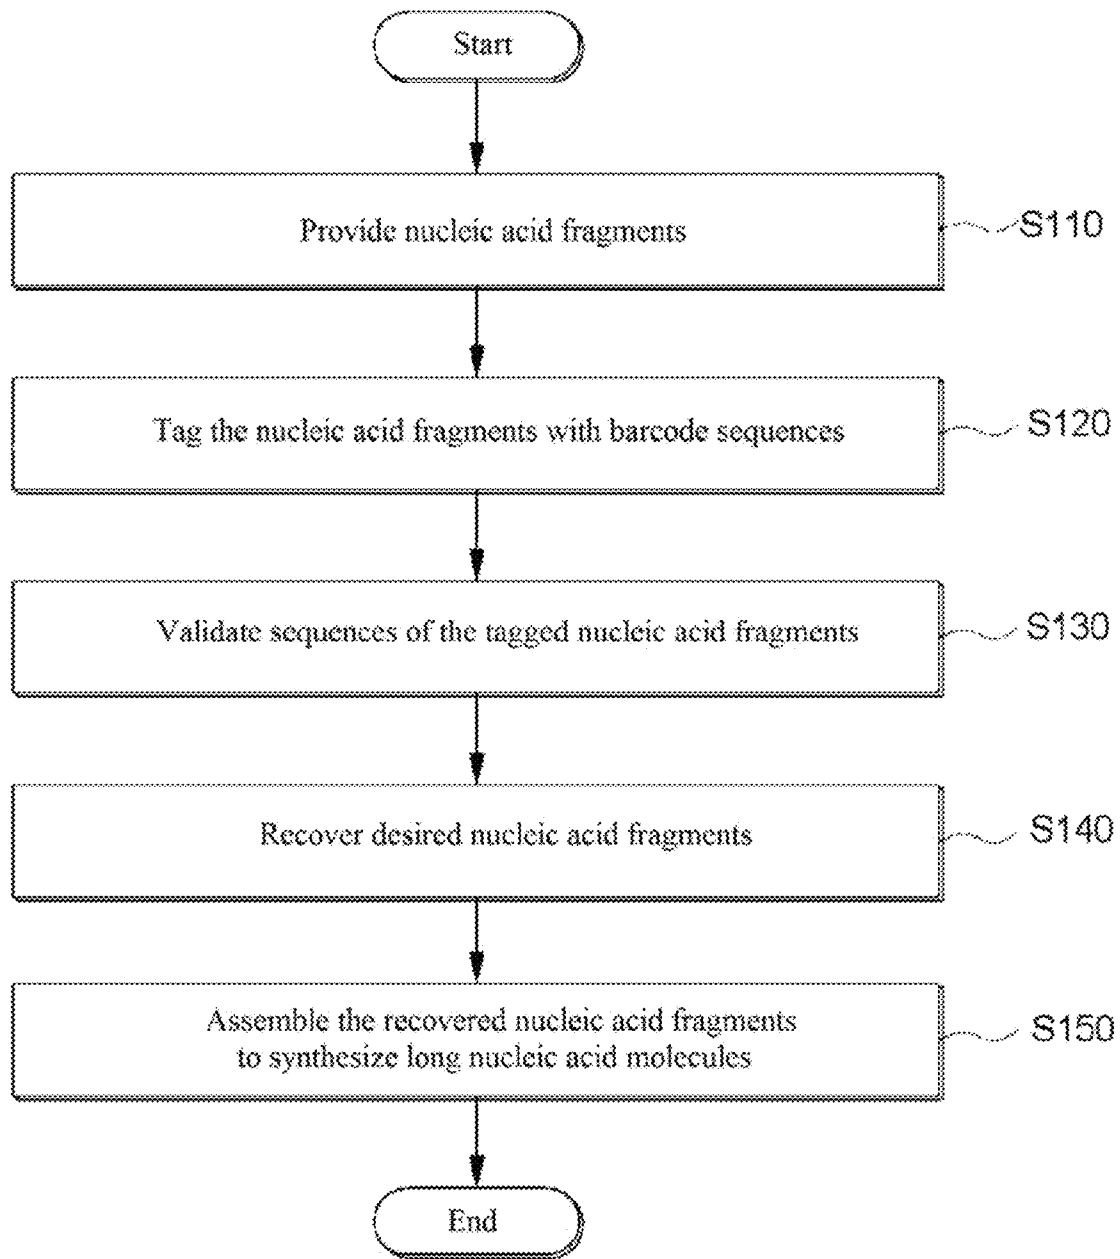 Start
Provide nucleic acid fragments
S110
Tag the nucleic acid fragments with barcode sequences
S120
Validate sequences of the tagged nucleic acid fragments
S130
Recover desired nucleic acid fragments
S140
Assemble the recovered nucleic acid fragments
to synthesize long nucleic acid molecules
S150
End